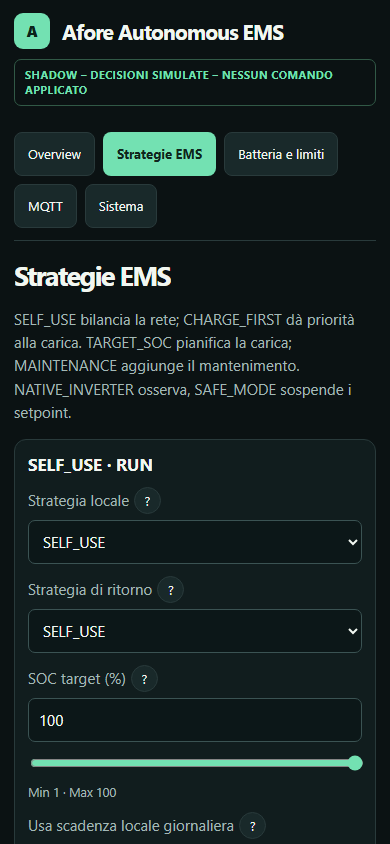 A
Afore Autonomous EMS
SHADOW – DECISIONI SIMULATE – NESSUN COMANDO
APPLICATO
Overview
Strategie EMS
Batteria e limiti
MQTT
Sistema
Strategie EMS
SELF_USE bilancia la rete; CHARGE_FIRST dà priorità
alla carica. TARGET_SOC pianifica la carica;
MAINTENANCE aggiunge il mantenimento.
NATIVE_INVERTER osserva, SAFE_MODE sospende i
setpoint.
SELF_USE · RUN
Strategia locale ?
SELF_USE
Strategia di ritorno ?
SELF_USE
SOC target (%) ?
100
Min 1 · Max 100
Usa scadenza locale giornaliera ?